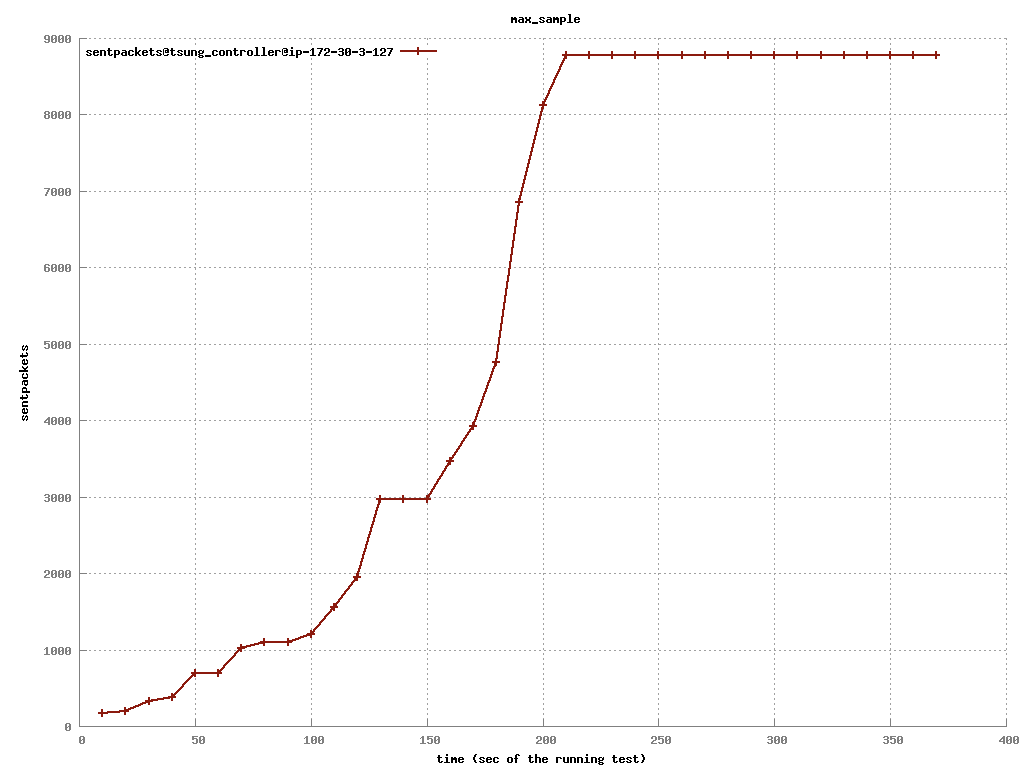 max_sample
sentpackets@tsung_controller@ip-172-30-3-127
9000
8000
7000
6000
5000
4000
3000
2000
1000
0
sentpackets
0 50 100 150 200 250 300 350 400
time (sec of the running test)